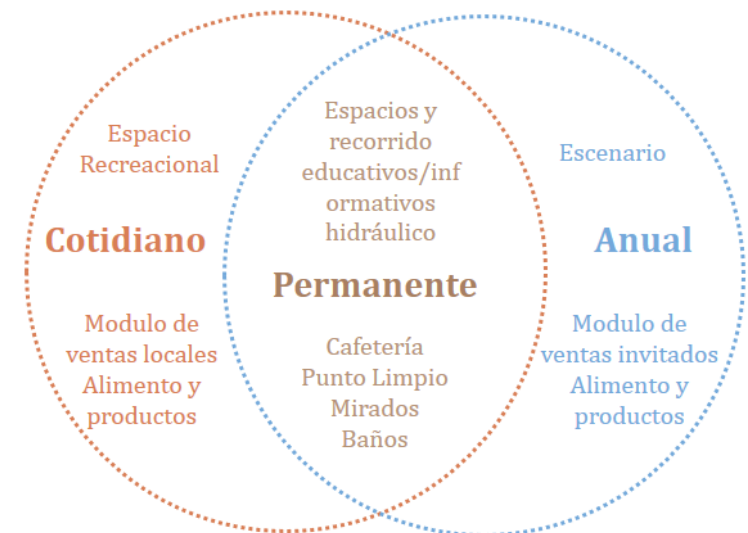 Espacio
Recreacional
Cotidiano
Modulo de
ventas locales
Alimento y
productos
Espacios y
recorrido
educativos/inf
ormativos
hidráulico
Permanente
Cafetería
Punto Limpio
Mirados
Baños
Escenario
Anual
Modulo de
ventas invitados
Alimento y
productos